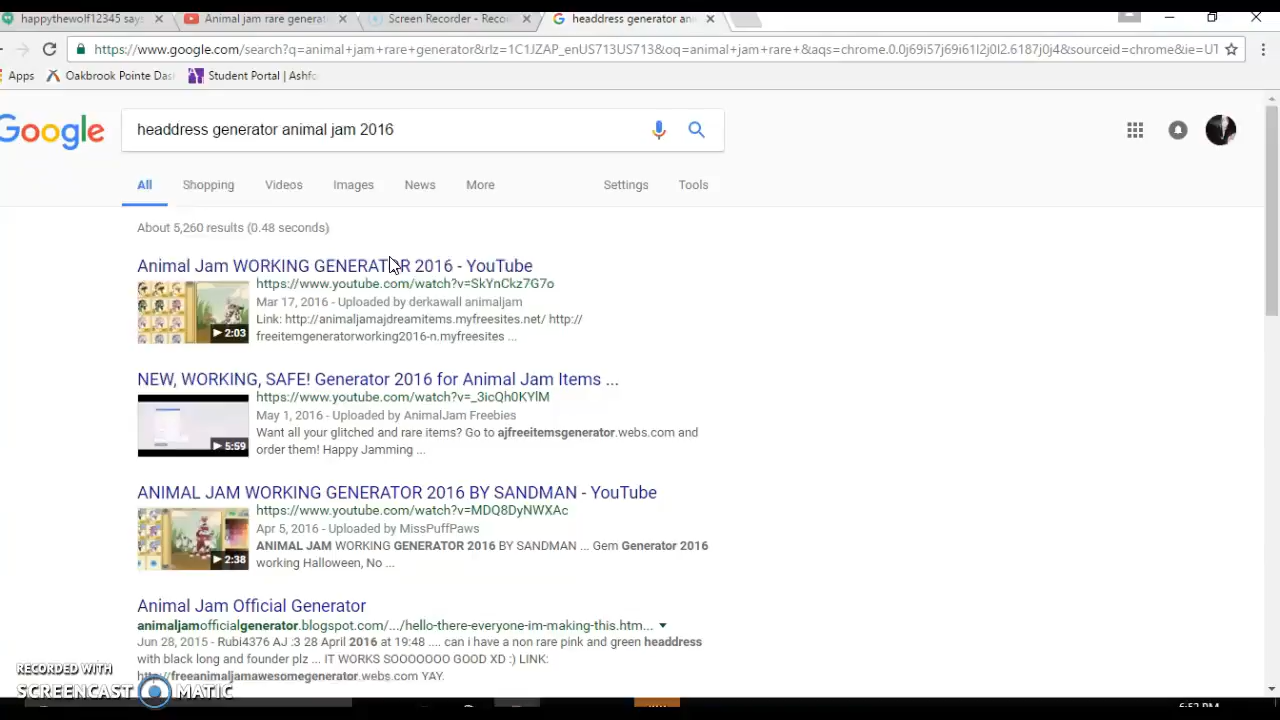 happythewolf12345 says
Animal jam rare generat
Screen Recorder - Reco
headdress generator an
https://www.google.com/search?q=animal+jam+rare+generator&rlz=1C1JZAP_enUS713US713&oq=animal+jam+rare+&aqs=chrome.0.0j69i57j69i61l2j0l2.6187j0j4&sourceid=chrome&ie=UT
Apps
Oakbrook Pointe Das
Student Portal | Ashfo
Google
headdress generator animal jam 2016
All
Shopping
Videos
Images
News
More
Settings
Tools
About 5,260 results (0.48 seconds)
Animal Jam WORKING GENERATOR 2016 - YouTube
https://www.youtube.com/watch?v=SkYnCkz7G7o
Mar 17, 2016 - Uploaded by derkawall animaljam
Link: http://animaljamajdreamitems.myfreesites.net/ http://
freeitemgeneratorworking2016-n.myfreesites ...
2:03
NEW, WORKING, SAFE! Generator 2016 for Animal Jam Items ...
https://www.youtube.com/watch?v=_3icQh0KYlM
May 1, 2016 - Uploaded by AnimalJam Freebies
Want all your glitched and rare items? Go to ajfreeitemsgenerator.webs.com and
order them! Happy Jamming ...
5:59
ANIMAL JAM WORKING GENERATOR 2016 BY SANDMAN - YouTube
https://www.youtube.com/watch?v=MDQ8DyNWXAc
Apr 5, 2016 - Uploaded by MissPuffPaws
ANIMAL JAM WORKING GENERATOR 2016 BY SANDMAN ... Gem Generator 2016
working Halloween, No ...
2:38
Animal Jam Official Generator
animaljamofficialgenerator.blogspot.com/.../hello-there-everyone-im-making-this.htm...
Jun 28, 2015 - Rubi4376 AJ :3 28 April 2016 at 19:48 .... can i have a non rare pink and green headdress
with black long and founder plz ... IT WORKS SOOOOOOO GOOD XD :) LINK:
http://freeanimaljamawesomegenerator.webs.com YAY.
RECORDED WITH
SCREENCAST MATIC
6:52 PM